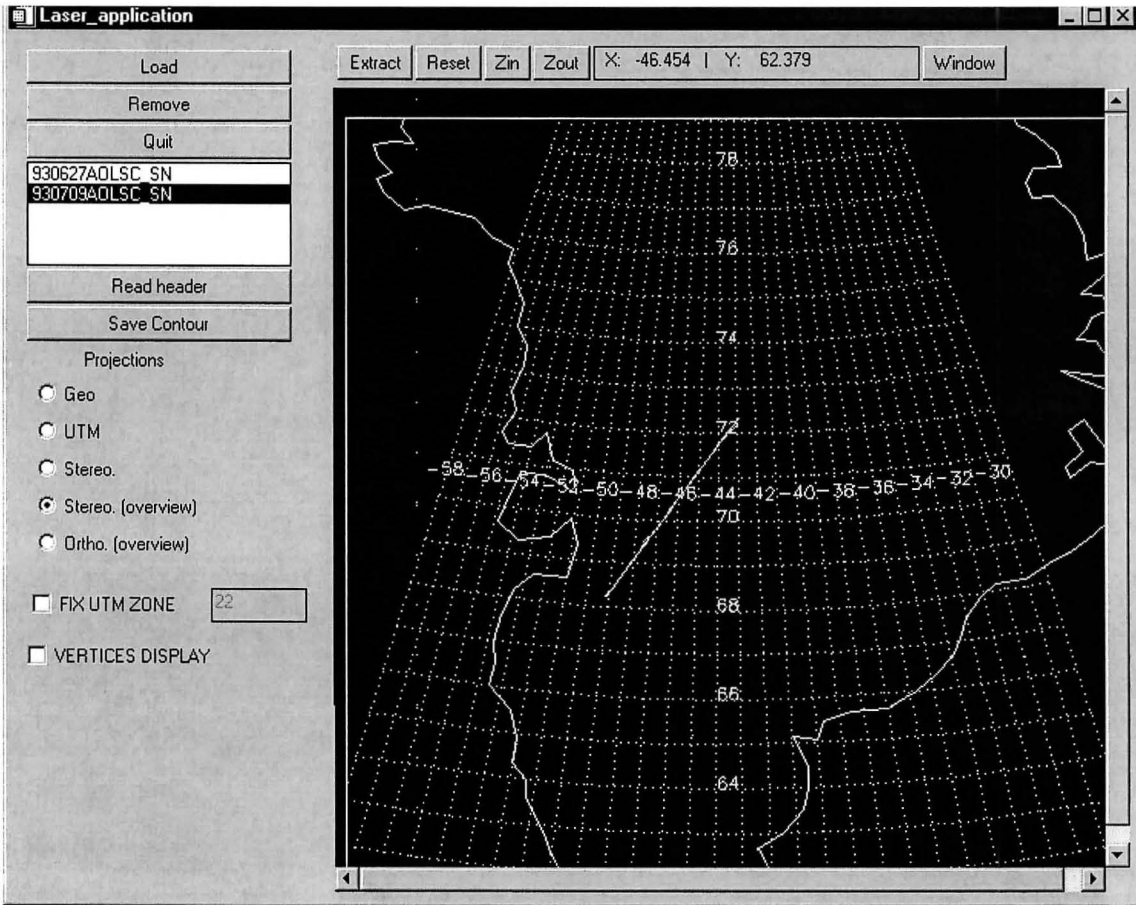 Laser_application
Load
Remove
Quit
930627AOLSC_SN
930709AOLSC_SN
Read header
Save Contour
Projections
Geo
UTM
Stereo.
Stereo. (overview)
Ortho. (overview)
FIX UTM ZONE 22
VERTICES DISPLAY
Extract Reset Zin Zout X: -46.454 | Y: 62.379 Window
78
76
74
72
-58 -56 -54 -52 -50 -48 -46 -44 -42 -40 -38 -36 -34 -32 -30
70
68
66
64